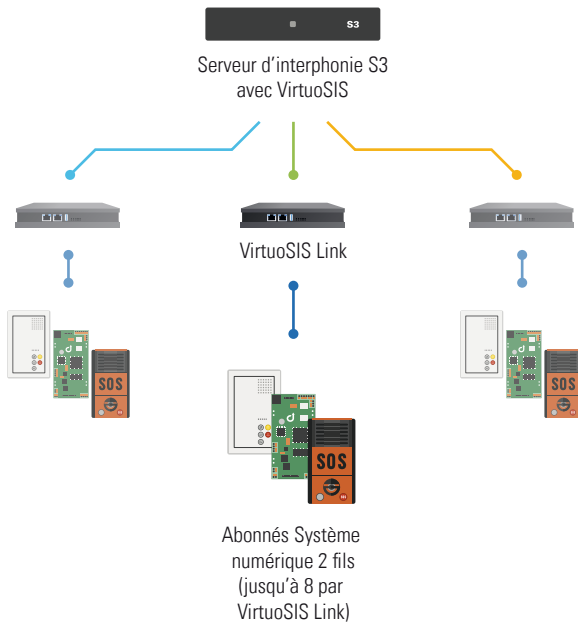 S3
Serveur d'interphonie S3
avec VirtuoSIS
VirtuoSIS Link
SOS
SOS
SOS
Abonnés Système
numérique 2 fils
(jusqu'à 8 par
VirtuoSIS Link)